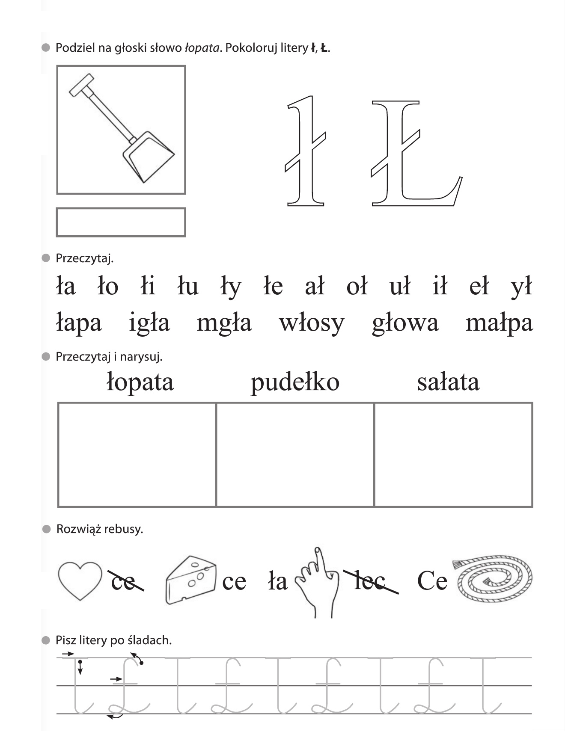 Podziel na głoski słowo łopata. Pokoloruj litery ł, Ł.
ł Ł
Przeczytaj.
ła ło łi łu ły łe ał oł uł ił eł ył
łapa igła mgła włosy głowa małpa
Przeczytaj i narysuj.
łopata pudełko sałata
Rozwiąż rebusy.
ce ce ła lec Ce
Pisz litery po śladach.
ł Ł ł Ł ł Ł ł Ł ł